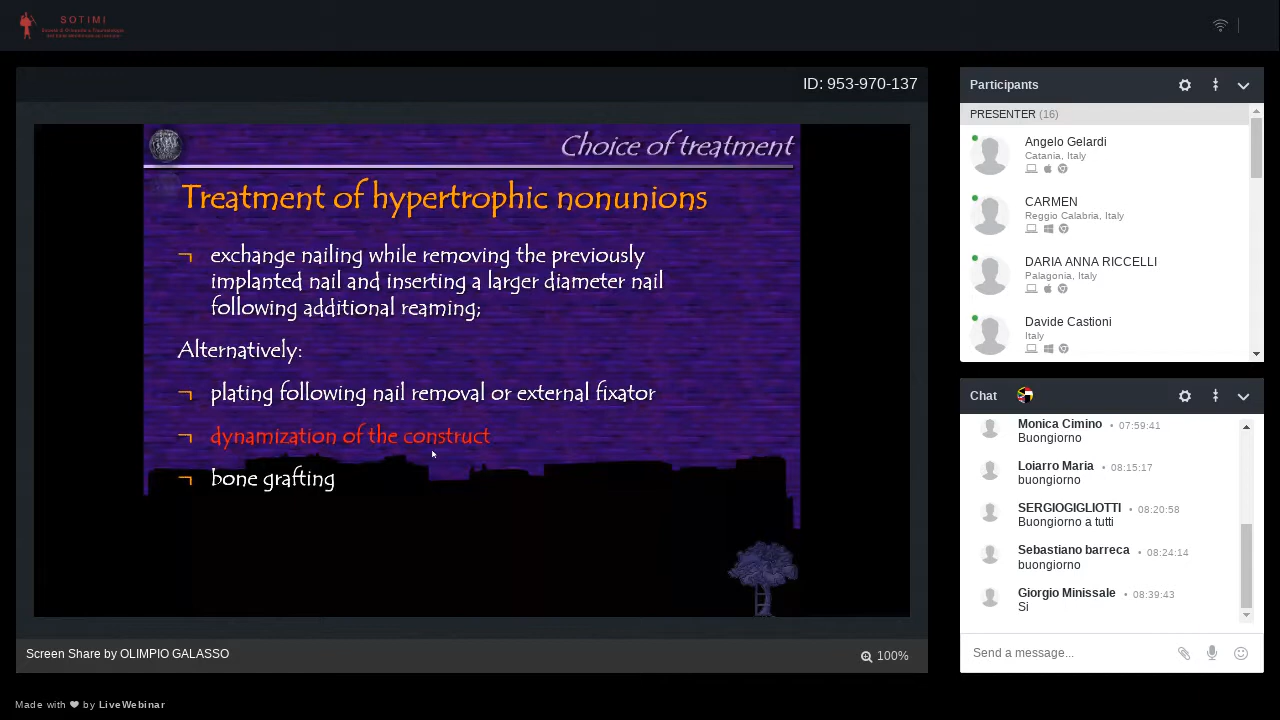 SOTIMI
ID: 953-970-137
Choice of treatment
Treatment of hypertrophic nonunions
exchange nailing while removing the previously
implanted nail and inserting a larger diameter nail
following additional reaming;
Alternatively:
plating following nail removal or external fixator
dynamization of the construct
bone grafting
Screen Share by OLIMPIO GALASSO
100%
Made with by LiveWebinar
Participants
PRESENTER (16)
Angelo Gelardi
Catania, Italy
CARMEN
Reggio Calabria, Italy
DARIA ANNA RICCELLI
Palagonia, Italy
Davide Castioni
Italy
Chat
Monica Cimino • 07:59:41
Buongiorno
Loiarro Maria • 08:15:17
buongiorno
SERGIOGIGLIOTTI • 08:20:58
Buongiorno a tutti
Sebastiano barreca • 08:24:14
buongiorno
Giorgio Minissale • 08:39:43
Si
Send a message...